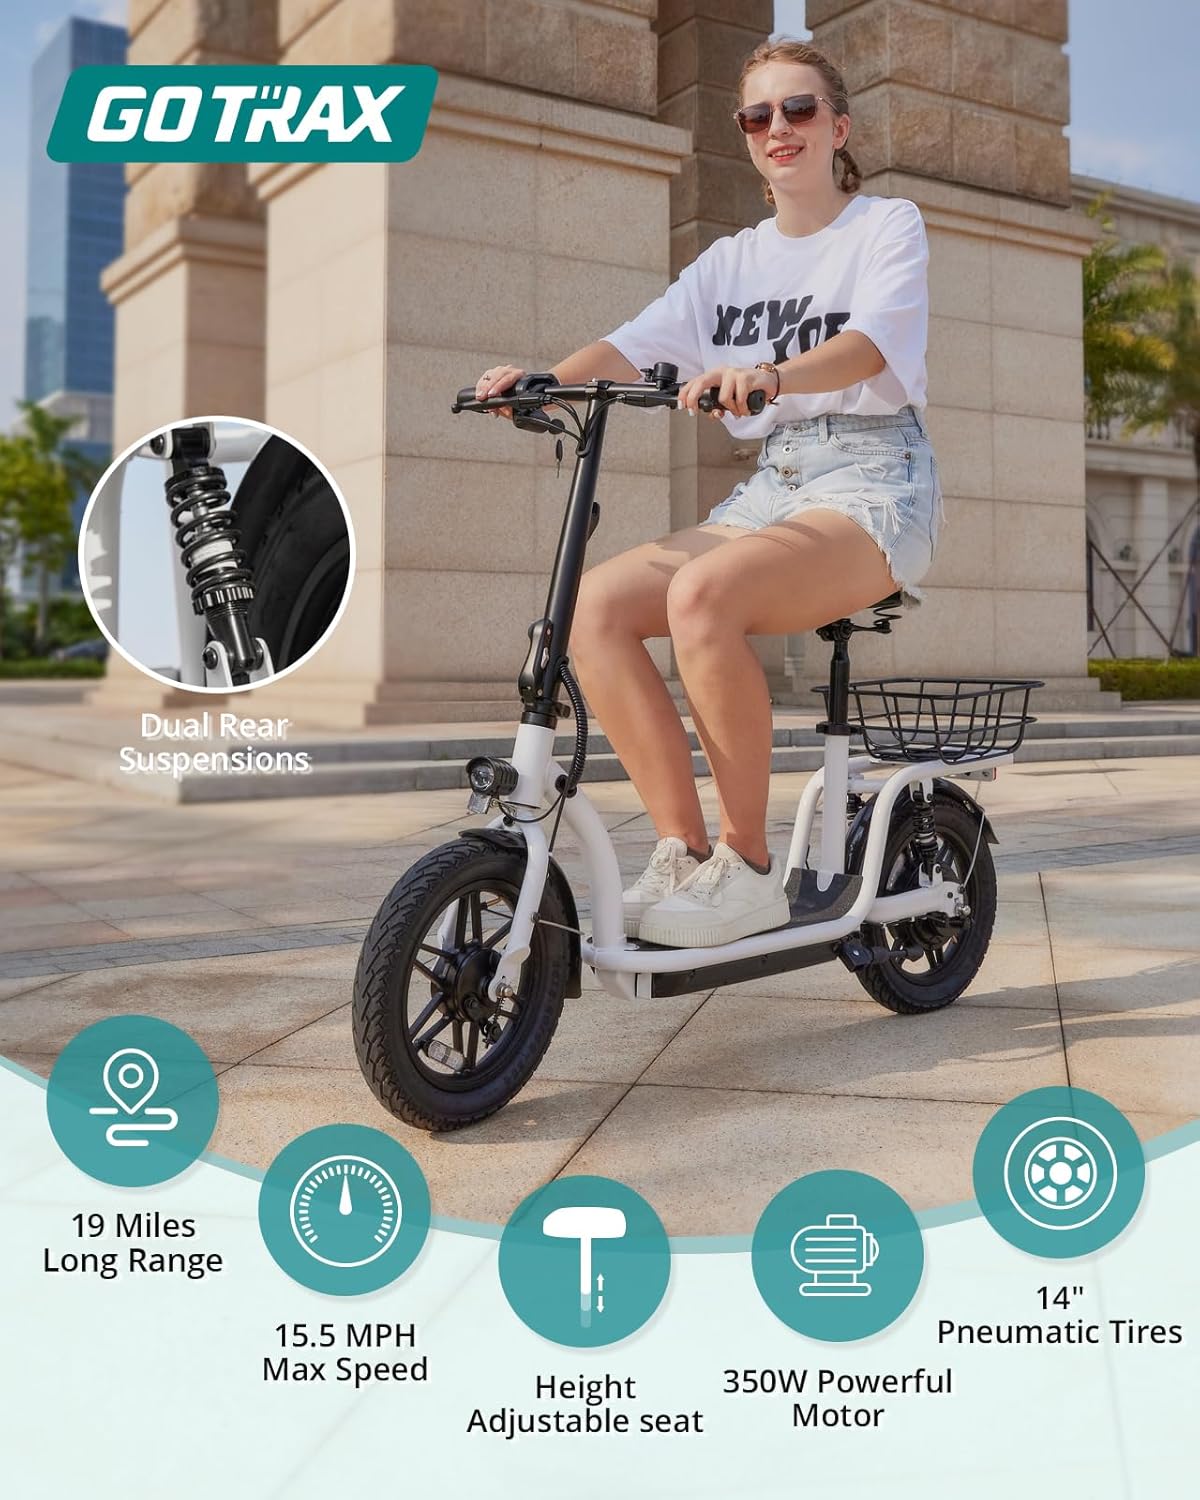 GOTRAX
NEW
YOR
Dual Rear
Suspensions
19 Miles
Long Range
15.5 MPH
Max Speed
Height
Adjustable seat
350W Powerful
Motor
14"
Pneumatic Tires